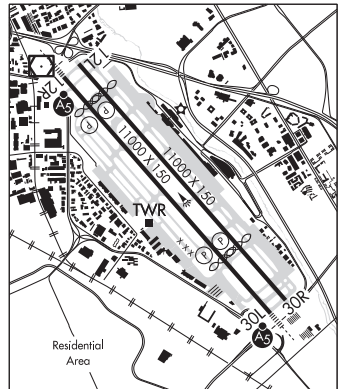 12L
12R
A5
P
P
11000 X 150
11000 X 150
TWR
x x x
P
P
30L
30R
A5
Residential
Area